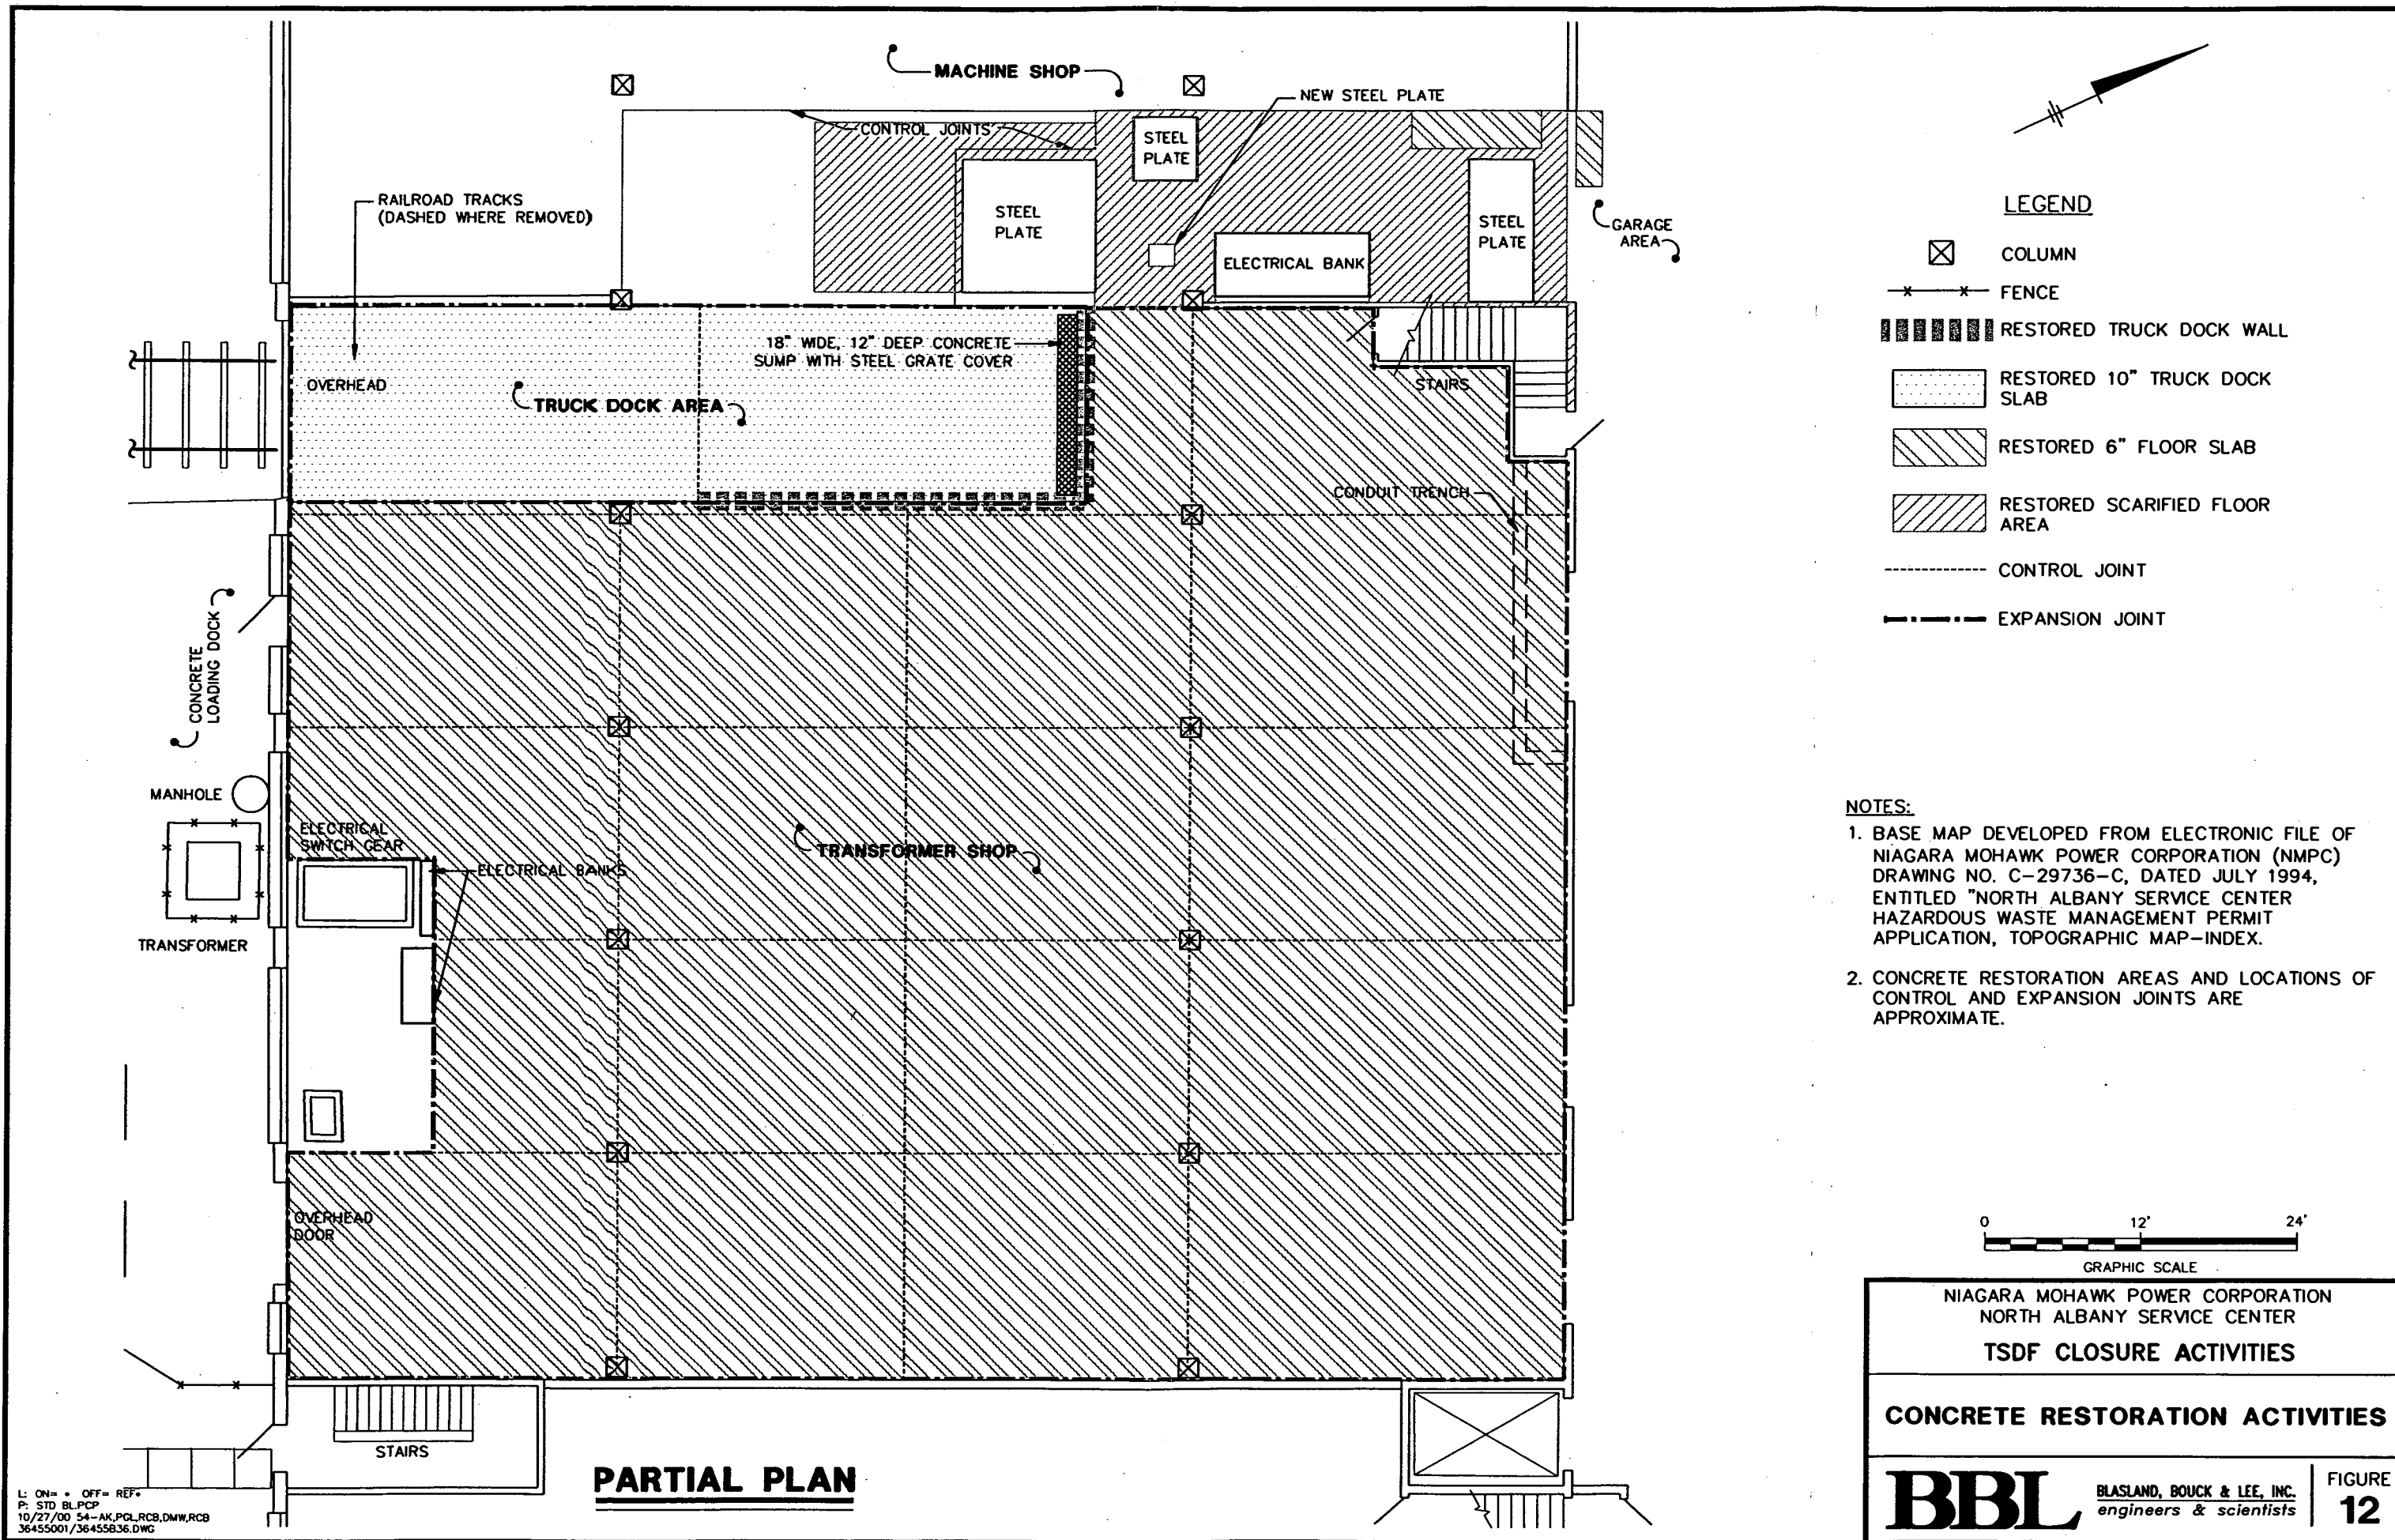 MACHINE SHOP
NEW STEEL PLATE
CONTROL JOINTS
STEEL
PLATE
STEEL
PLATE
STEEL
PLATE
ELECTRICAL BANK
GARAGE
AREA
RAILROAD TRACKS
(DASHED WHERE REMOVED)
18" WIDE, 12" DEEP CONCRETE
SUMP WITH STEEL GRATE COVER
OVERHEAD
TRUCK DOCK AREA
STAIRS
CONDUIT TRENCH
CONCRETE
LOADING DOCK
MANHOLE
ELECTRICAL
SWITCH GEAR
ELECTRICAL BANKS
TRANSFORMER SHOP
TRANSFORMER
OVERHEAD
DOOR
STAIRS
PARTIAL PLAN
LEGEND
COLUMN
FENCE
RESTORED TRUCK DOCK WALL
RESTORED 10" TRUCK DOCK
SLAB
RESTORED 6" FLOOR SLAB
RESTORED SCARIFIED FLOOR
AREA
CONTROL JOINT
EXPANSION JOINT
NOTES:
1. BASE MAP DEVELOPED FROM ELECTRONIC FILE OF
NIAGARA MOHAWK POWER CORPORATION (NMPC)
DRAWING NO. C-29736-C, DATED JULY 1994,
ENTITLED "NORTH ALBANY SERVICE CENTER
HAZARDOUS WASTE MANAGEMENT PERMIT
APPLICATION, TOPOGRAPHIC MAP-INDEX.
2. CONCRETE RESTORATION AREAS AND LOCATIONS OF
CONTROL AND EXPANSION JOINTS ARE
APPROXIMATE.
0 12' 24'
GRAPHIC SCALE
NIAGARA MOHAWK POWER CORPORATION
NORTH ALBANY SERVICE CENTER
TSDF CLOSURE ACTIVITIES
CONCRETE RESTORATION ACTIVITIES
BBL
BLASLAND, BOUCK & LEE, INC.
engineers & scientists
FIGURE
12
L: ON= * OFF= REF*
P: STD BL.PCP
10/27/00 54-AK,PGL,RCB,DMW,RCB
36455001/36455B36.DWG